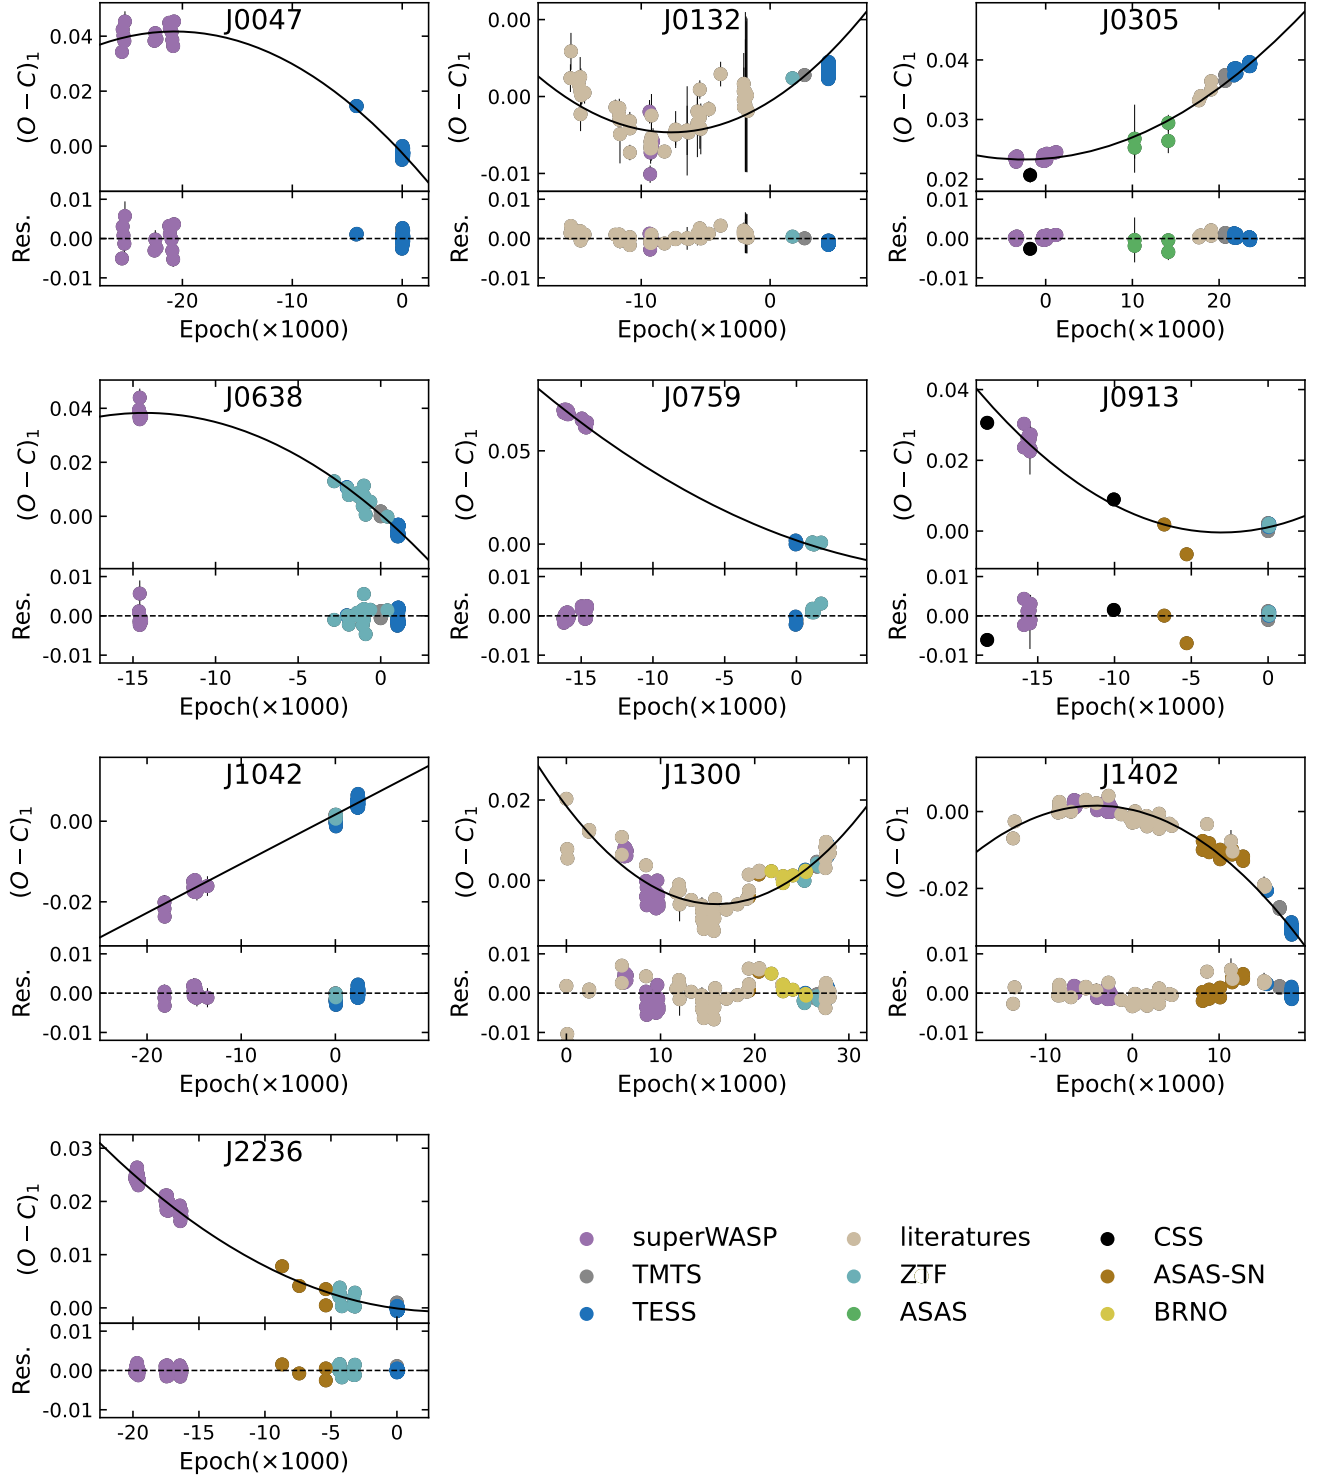 J0047
(O − C)1
0.04
0.02
0.00
Res.
0.01
0.00
-0.01
-20
-10
0
Epoch(×1000)
J0132
(O − C)1
0.00
0.00
-0.01
Res.
0.01
0.00
-0.01
-10
0
Epoch(×1000)
J0305
(O − C)1
0.04
0.03
0.02
Res.
0.01
0.00
-0.01
0
10
20
Epoch(×1000)
J0638
(O − C)1
0.04
0.02
0.00
Res.
0.01
0.00
-0.01
-15
-10
-5
0
Epoch(×1000)
J0759
(O − C)1
0.05
0.00
Res.
0.01
0.00
-0.01
-15
-10
-5
0
Epoch(×1000)
J0913
(O − C)1
0.04
0.02
0.00
Res.
0.01
0.00
-0.01
-15
-10
-5
0
Epoch(×1000)
J1042
(O − C)1
0.00
-0.02
Res.
0.01
0.00
-0.01
-20
-10
0
Epoch(×1000)
J1300
(O − C)1
0.02
0.00
Res.
0.01
0.00
-0.01
0
10
20
30
Epoch(×1000)
J1402
(O − C)1
0.00
-0.02
Res.
0.01
0.00
-0.01
-10
0
10
Epoch(×1000)
J2236
(O − C)1
0.03
0.02
0.01
0.00
Res.
0.01
0.00
-0.01
-20
-15
-10
-5
0
Epoch(×1000)
superWASP
literatures
CSS
TMTS
ZTF
ASAS-SN
TESS
ASAS
BRNO